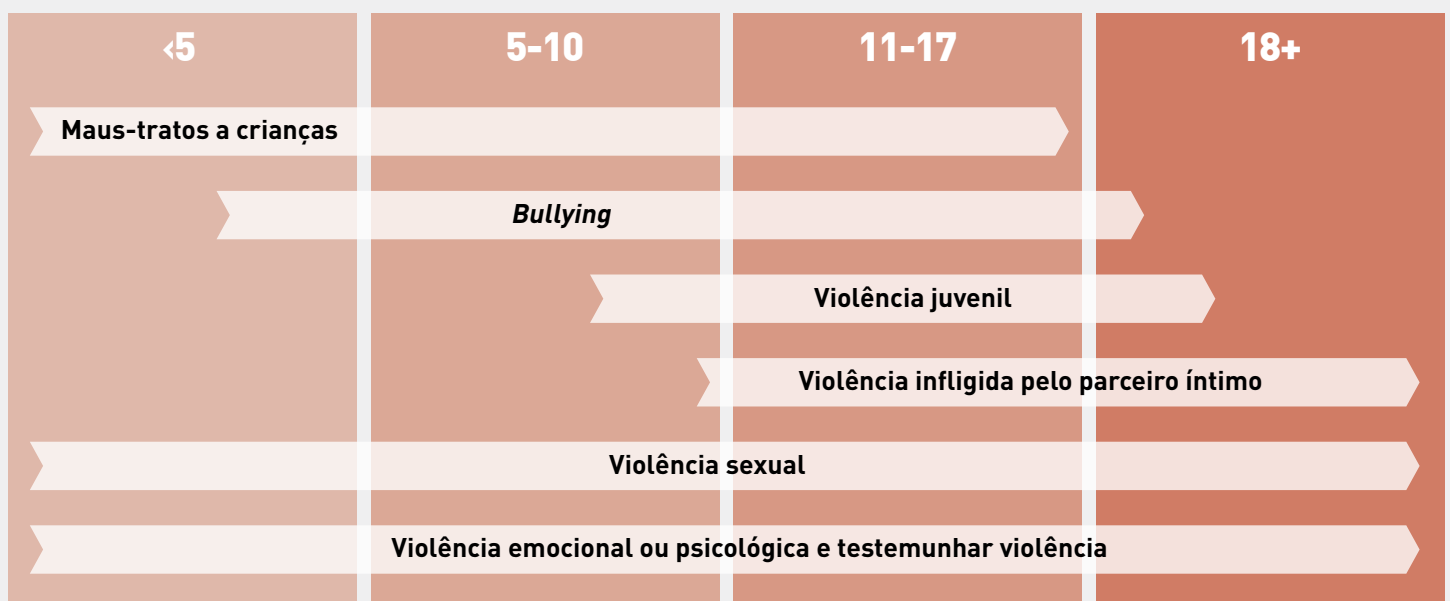 <5
5-10
11-17
18+
Maus-tratos a crianças
Bullying
Violência juvenil
Violência infligida pelo parceiro íntimo
Violência sexual
Violência emocional ou psicológica e testemunhar violência